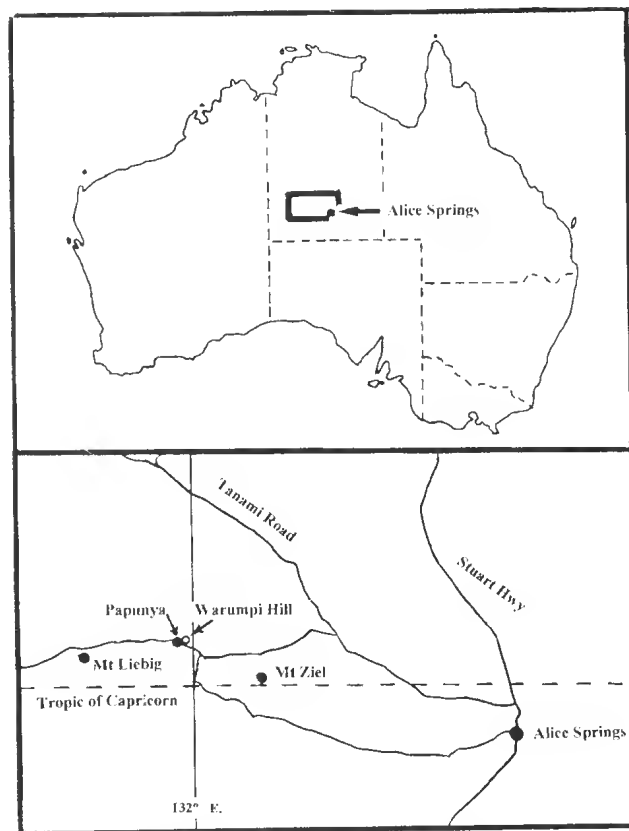 Alice Springs
Tanami Road
Stuart Hwy
Papunya
Warumpi Hill
Mt Liebig
Mt Ziel
Tropic of Capricorn
Alice Springs
132° E.